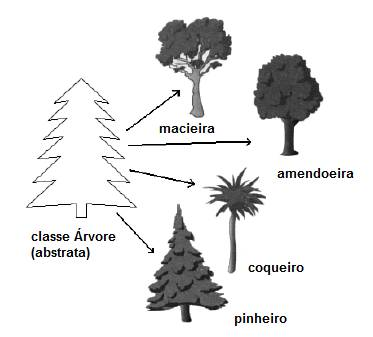 macieira
amendoeira
classe Árvore
(abstrata)
coqueiro
pinheiro